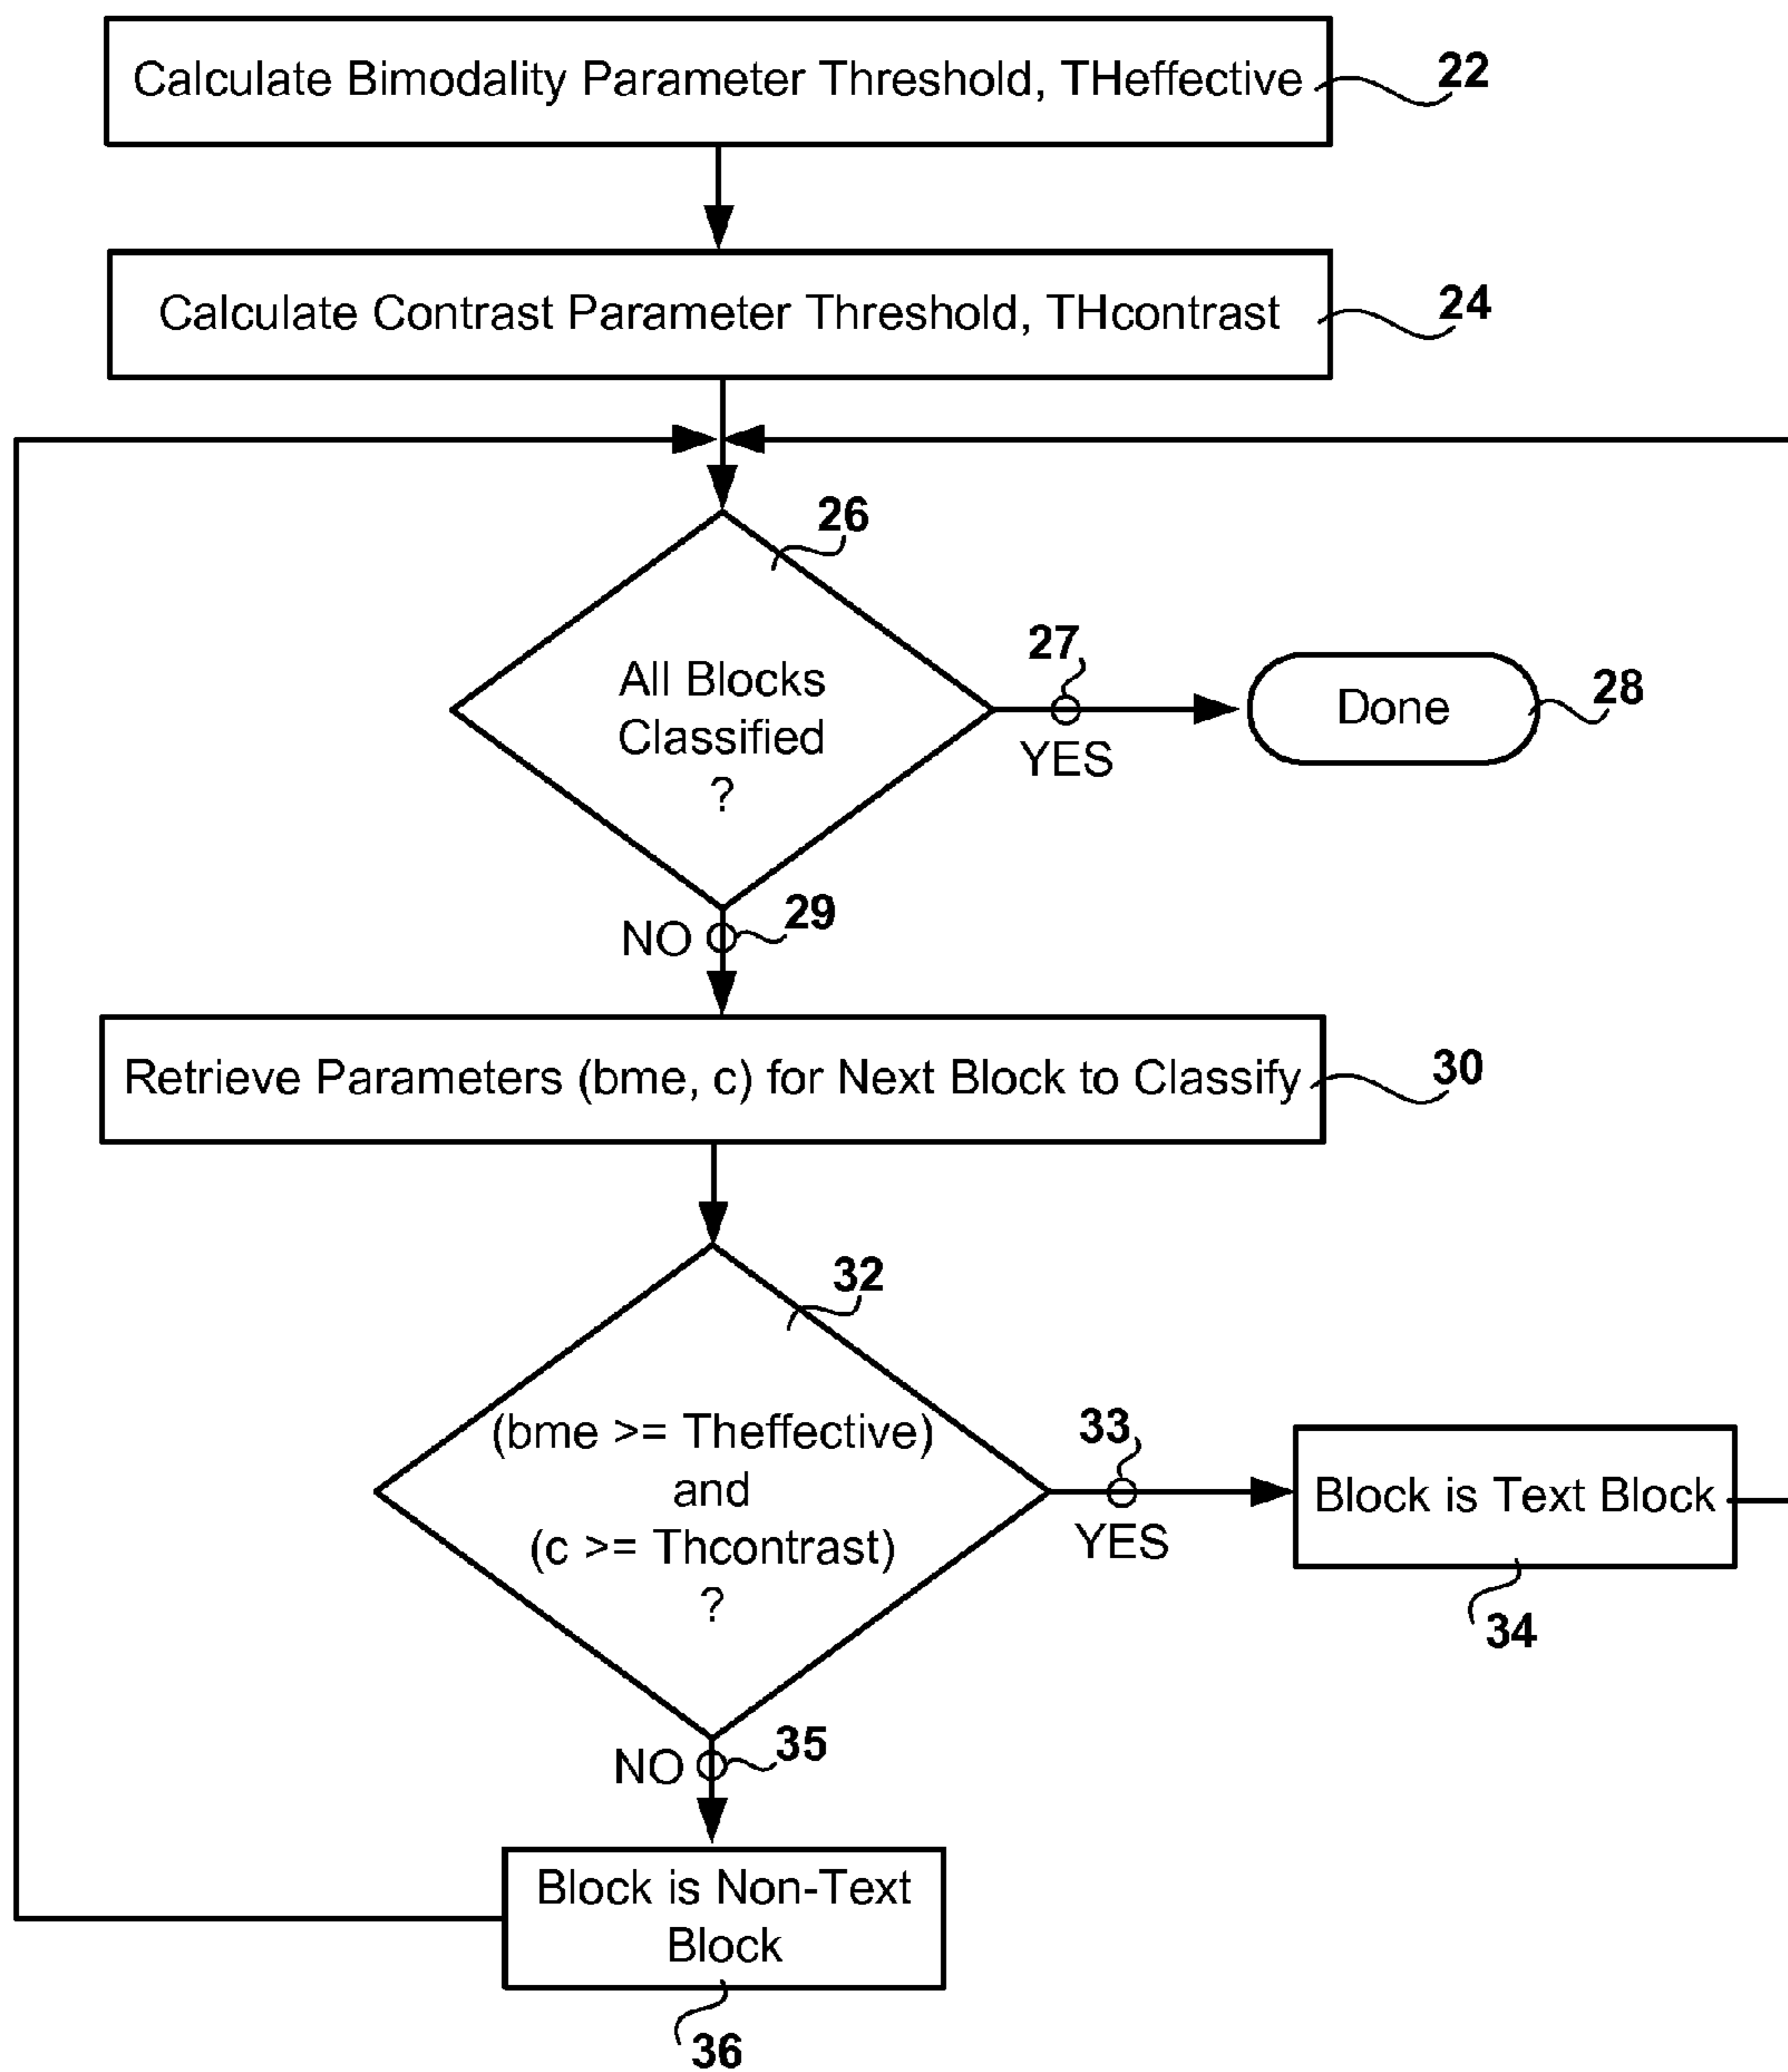 Calculate Bimodality Parameter Threshold, THeffective
22
Calculate Contrast Parameter Threshold, THcontrast
24
26
All Blocks
Classified
?
27
YES
Done
28
NO
29
Retrieve Parameters (bme, c) for Next Block to Classify
30
32
(bme >= Theffective)
and
(c >= Thcontrast)
?
33
YES
Block is Text Block
34
NO
35
Block is Non-Text
Block
36